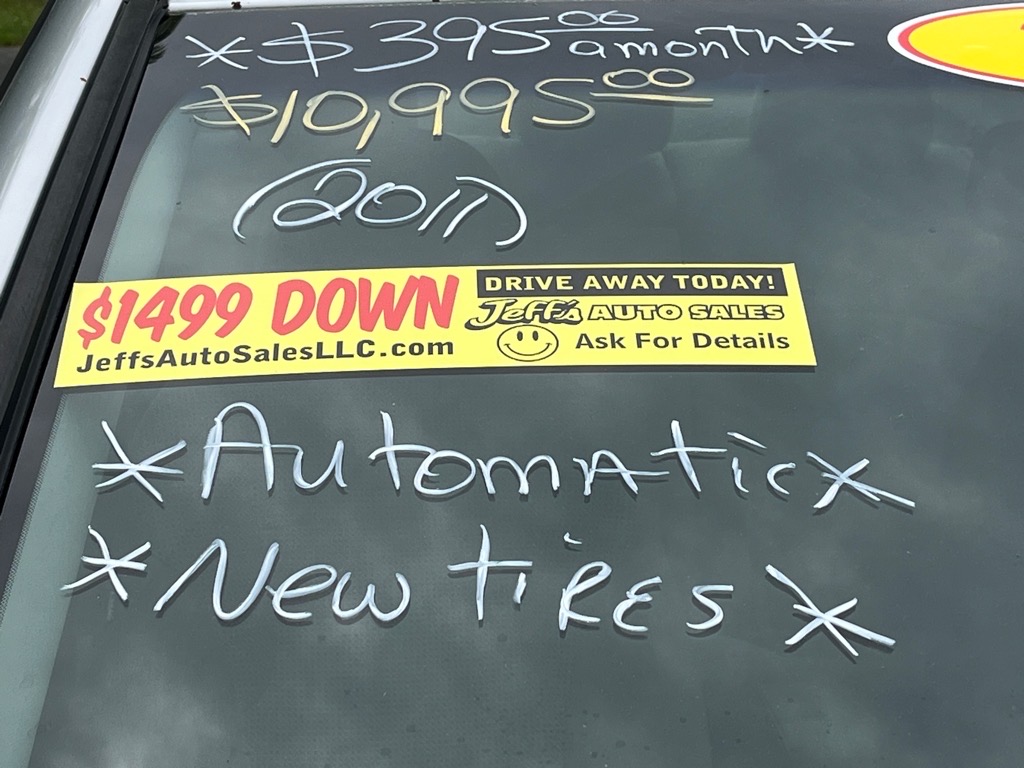 *$395.00 a month*
$10,995.00
(2011)
$1499 DOWN
JeffsAutoSalesLLC.com
DRIVE AWAY TODAY!
Jeff's AUTO SALES
Ask For Details
*Automatic*
*New tires*